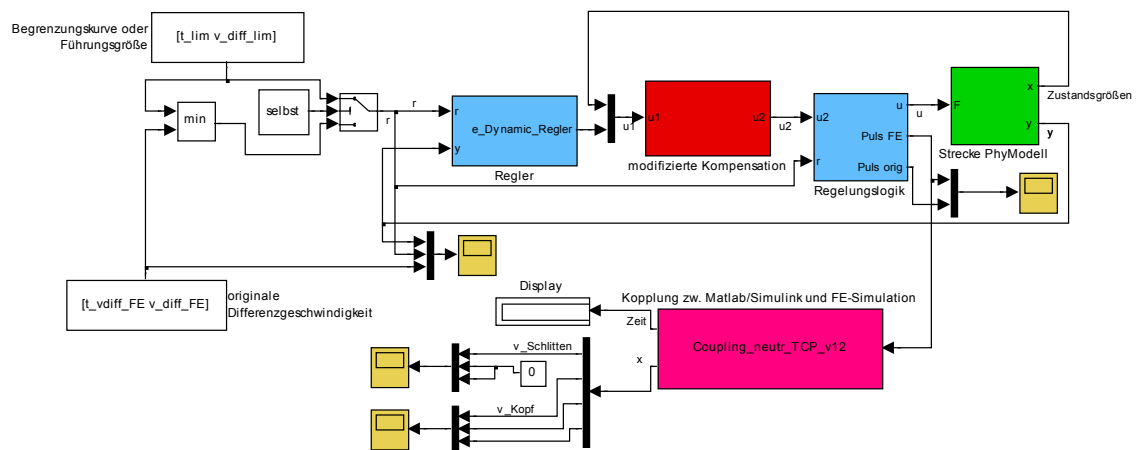 Begrenzungskurve oder
Führungsgröße
[t_lim v_diff_lim]
min
selbst
r
r
r
y
e_Dynamic_Regler
Regler
u1
u1
u2
modifizierte Kompensation
u2
u2
r
u
Puls FE
Puls orig
Regelungslogik
u
F
x
y
Strecke PhyModell
Zustandsgrößen
y
[t_vdiff_FE v_diff_FE]
originale
Differenzgeschwindigkeit
Display
Kopplung zw. Matlab/Simulink und FE-Simulation
Zeit
x
Coupling_neutr_TCP_v12
v_Schlitten
0
v_Kopf